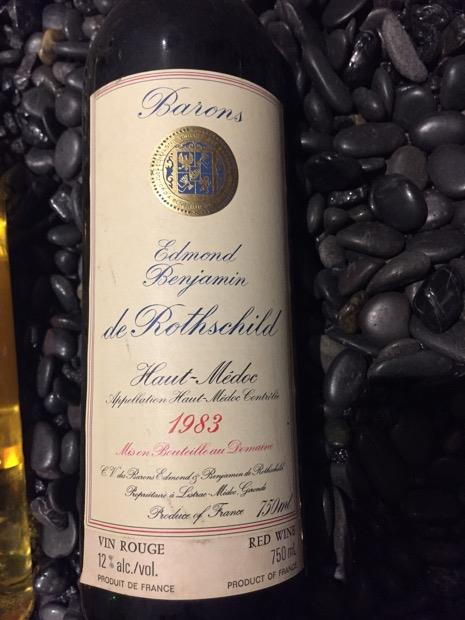 Barons
Edmond
Benjamin
de Rothschild
Haut-Médoc
Appellation Haut-Médoc Contrôlée
1983
Mis en Bouteille au Domaine
C.V. des Barons Edmond & Benjamin de Rothschild
Propriétaire à Listrac-Médoc. Gironde
Produce of France 750ml
VIN ROUGE RED WINE
12% alc./vol. 750 mL
PRODUIT DE FRANCE PRODUCT OF FRANCE